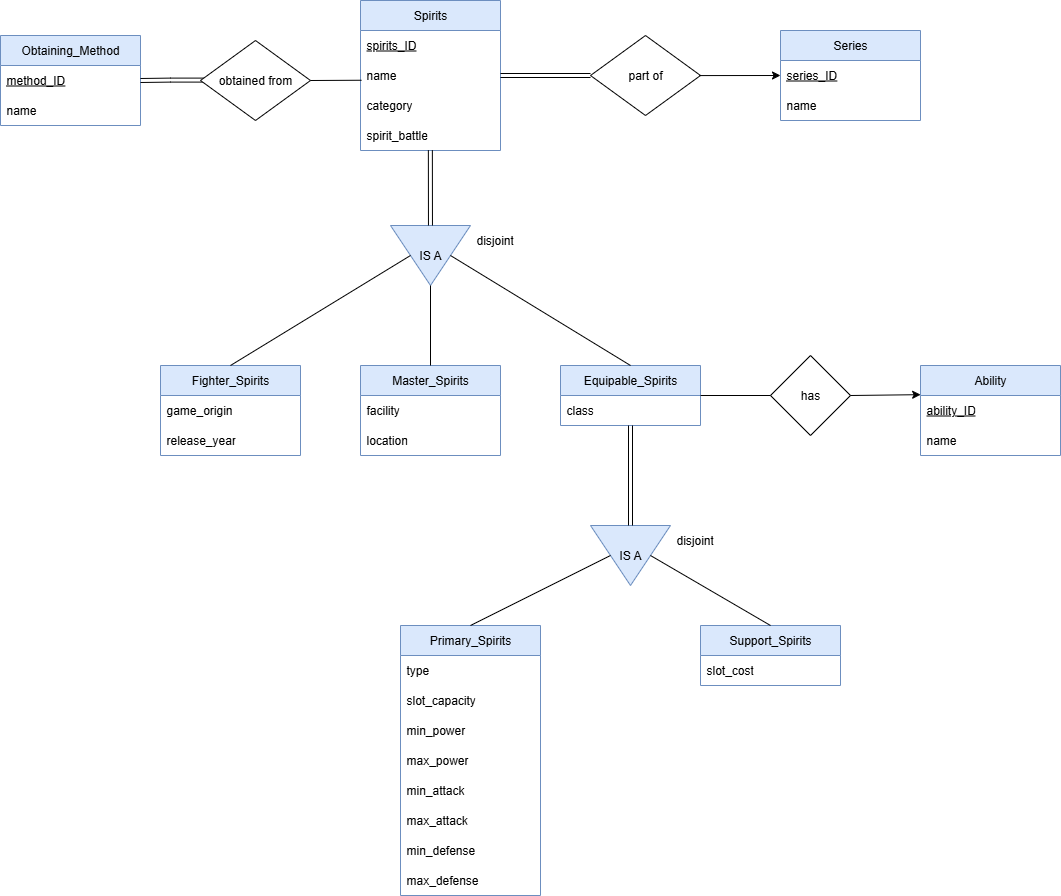 Spirits
spirits_ID
name
category
spirit_battle
Obtaining_Method
method_ID
name
obtained from
part of
Series
series_ID
name
IS A
disjoint
Fighter_Spirits
game_origin
release_year
Master_Spirits
facility
location
Equipable_Spirits
class
has
Ability
ability_ID
name
IS A
disjoint
Primary_Spirits
type
slot_capacity
min_power
max_power
min_attack
max_attack
min_defense
max_defense
Support_Spirits
slot_cost